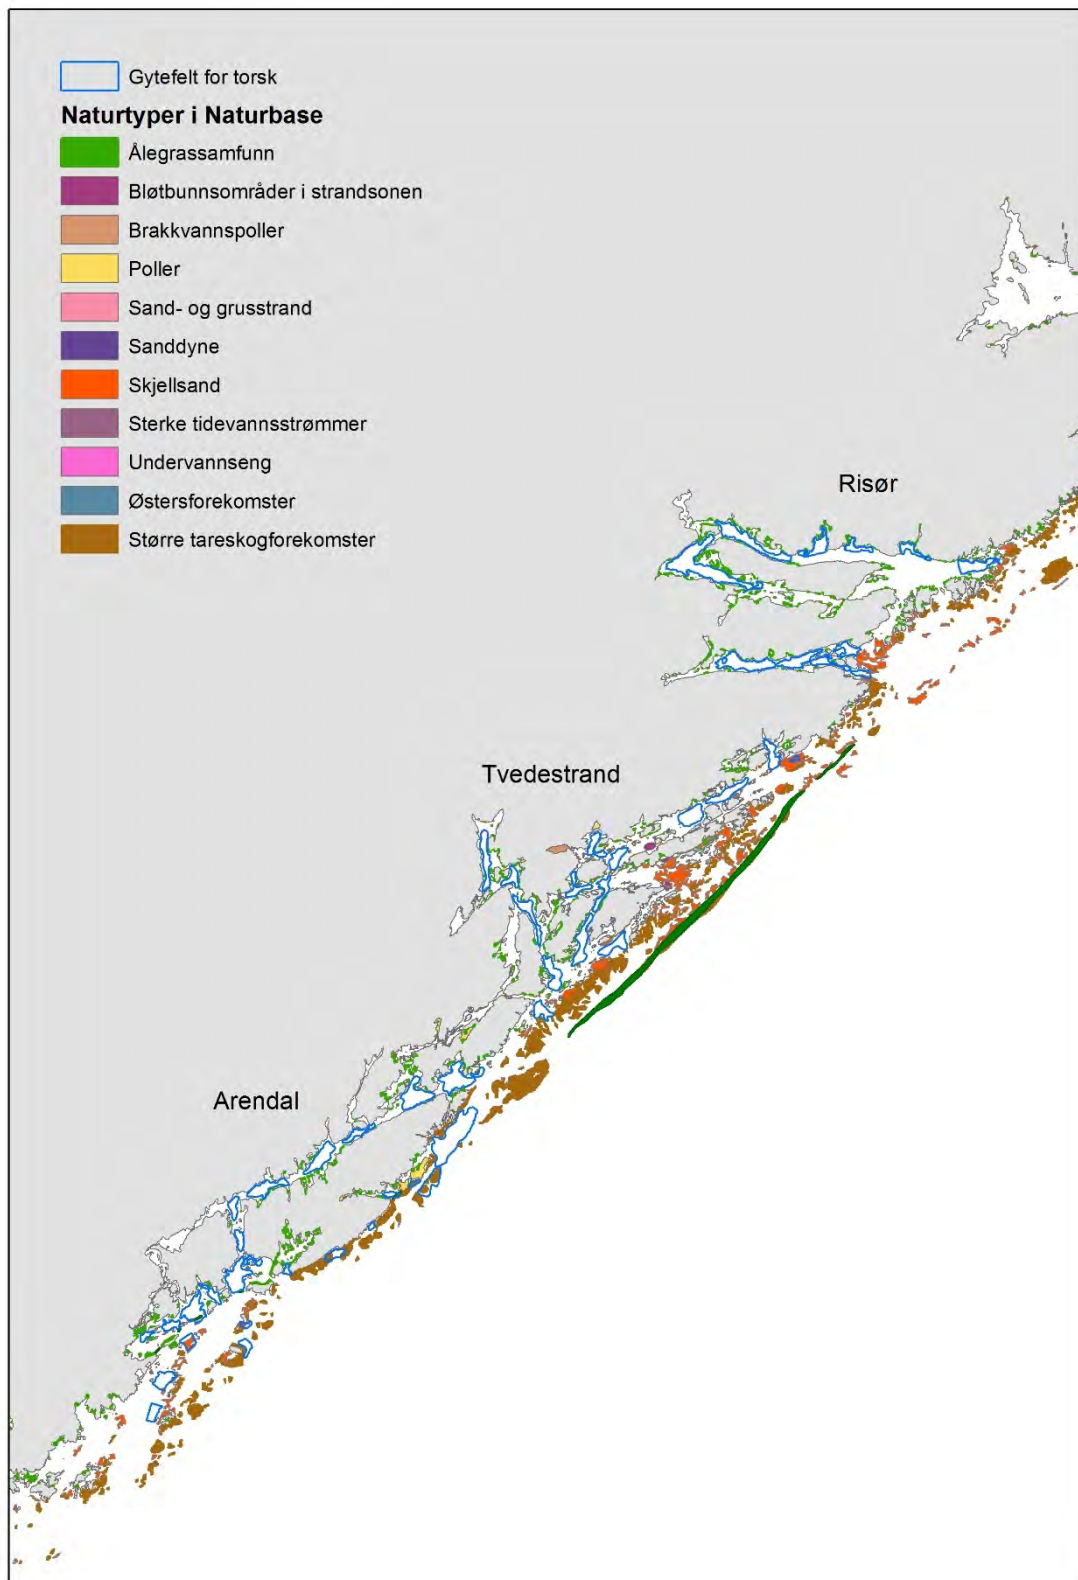 Gytefelt for torsk
Naturtyper i Naturbase
Ålegrassamfunn
Bløtbunnsområder i strandsonen
Brakkvannspoller
Poller
Sand- og grusstrand
Sanddyne
Skjellsand
Sterke tidevannsstrømmer
Undervannseng
Østersforekomster
Større tareskogforekomster
Risør
Tvedestrand
Arendal